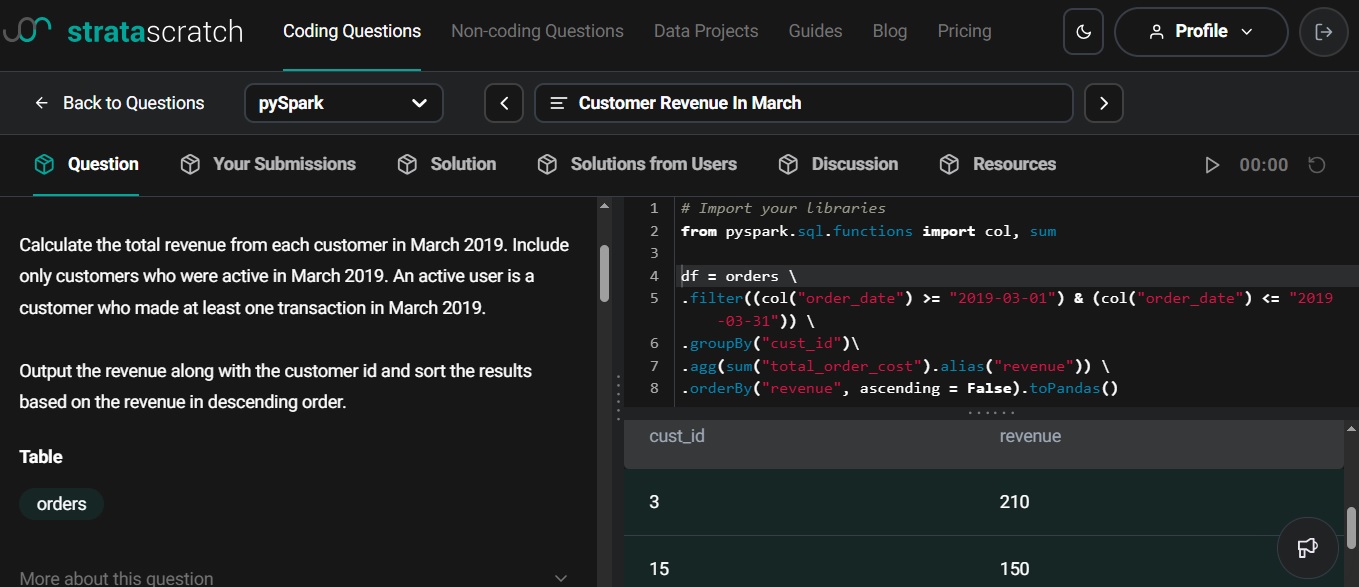 stratascratch
Coding Questions
Non-coding Questions
Data Projects
Guides
Blog
Pricing
Profile
Back to Questions
pySpark
Customer Revenue In March
Question
Your Submissions
Solution
Solutions from Users
Discussion
Resources
00:00
Calculate the total revenue from each customer in March 2019. Include
only customers who were active in March 2019. An active user is a
customer who made at least one transaction in March 2019.
Output the revenue along with the customer id and sort the results
based on the revenue in descending order.
Table
orders
More about this question
1 # Import your libraries
2 from pyspark.sql.functions import col, sum
3
4 df = orders \
5 .filter((col("order_date") >= "2019-03-01") & (col("order_date") <= "2019
-03-31")) \
6 .groupBy("cust_id")\
7 .agg(sum("total_order_cost").alias("revenue")) \
8 .orderBy("revenue", ascending = False).toPandas()
cust_id revenue
3 210
15 150